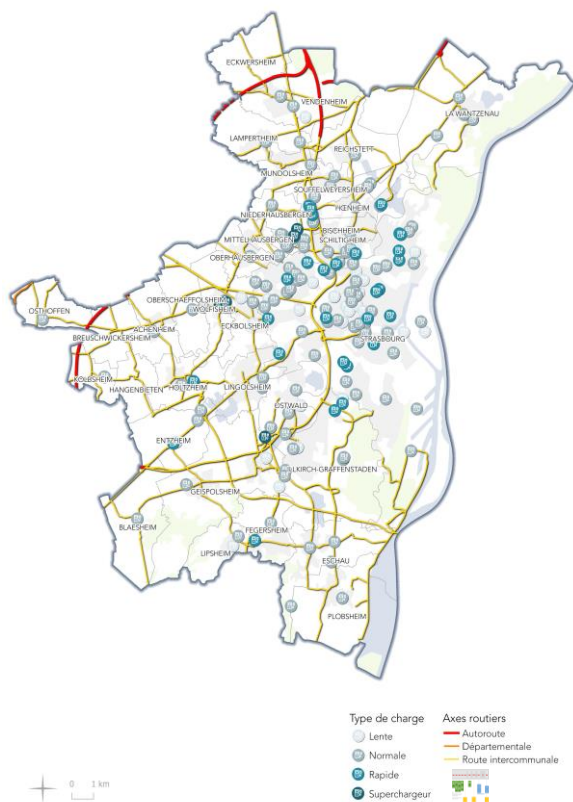 ECKWERSHEIM
VENDENHEIM
LA WANTZENAU
LAMPERTHEIM
REICHSTETT
MUNDOLSHEIM
SOUFFELWEYERSHEIM
NIEDERHAUSBERGEN
HŒNHEIM
BISCHHEIM
MITTELHAUSBERGEN
SCHILTIGHEIM
OBERHAUSBERGEN
OBERSCHAEFFOLSHEIM
OSTHOFFEN
WOLFISHEIM
ACHENHEIM
ECKBOLSHEIM
BREUSCHWICKERSHEIM
STRASBOURG
KOLBSHEIM
HANGENBIETEN
HOLTZHEIM
LINGOLSHEIM
OSTWALD
ENTZHEIM
ILLKIRCH-GRAFFENSTADEN
GEISPOLSHEIM
BLAESHEIM
FEGERSHEIM
LIPSHEIM
ESCHAU
PLOBSHEIM
Type de charge
Lente
Normale
Rapide
Superchargeur
Axes routiers
Autoroute
Départementale
Route intercommunale
0 1 km